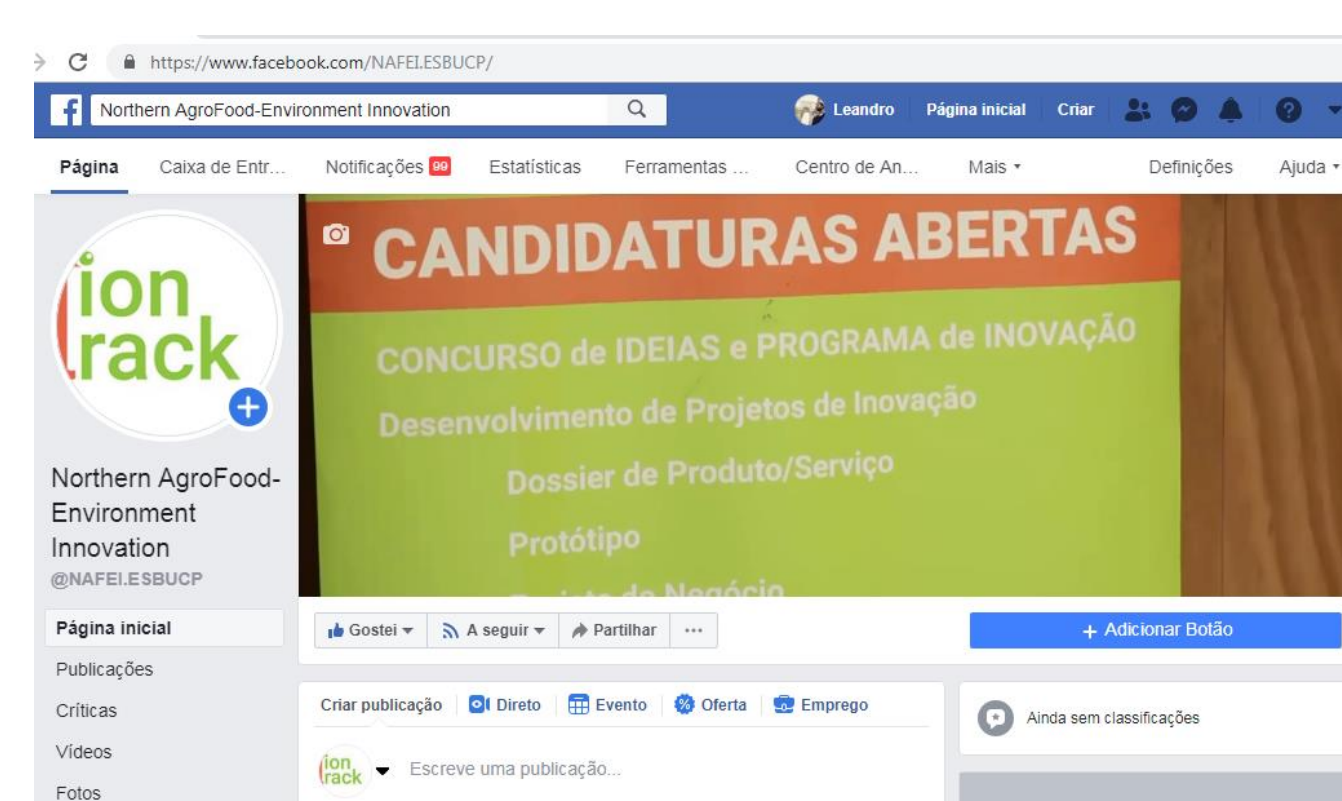 https://www.facebook.com/NAFEI.ESBUCP/
Northern AgroFood-Environment Innovation
Leandro Página inicial Criar
Página Caixa de Entr... Notificações 99 Estatísticas Ferramentas ... Centro de An... Mais Definições Ajuda
ion
rack
CANDIDATURAS ABERTAS
CONCURSO de IDEIAS e PROGRAMA de INOVAÇÃO
Desenvolvimento de Projetos de Inovação
Dossier de Produto/Serviço
Protótipo
de Negócio
Northern AgroFood-
Environment
Innovation
@NAFEI.ESBUCP
Página inicial
Publicações
Críticas
Vídeos
Fotos
Gostei A seguir Partilhar ...
+ Adicionar Botão
Criar publicação Direto Evento Oferta Emprego
ion
rack
Escreve uma publicação...
Ainda sem classificações